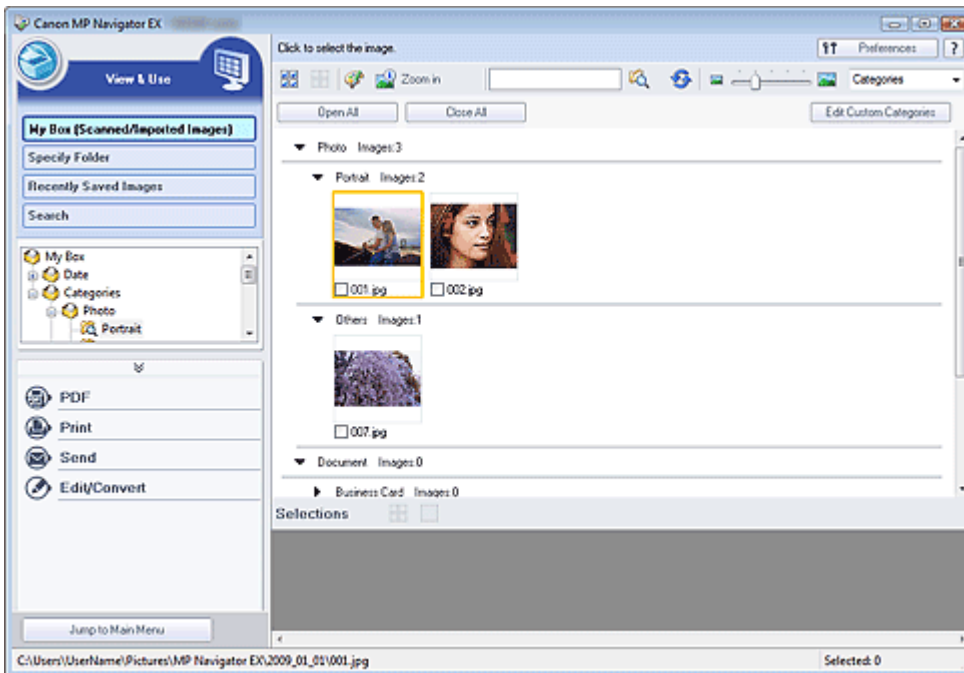 Canon MP Navigator EX
View & Use
Click to select the image.
Preferences
?
Zoom in
Categories
Open All
Close All
Edit Custom Categories
My Box (Scanned/Imported Images)
Specify Folder
Recently Saved Images
Search
My Box
Date
Categories
Photo
Portrait
PDF
Print
Send
Edit/Convert
Jump to Main Menu
Photo Images:3
Portrait Images:2
001.jpg
002.jpg
Others Images:1
007.jpg
Document Images:0
Business Card Images:0
Selections
C:\Users\UserName\Pictures\MP Navigator EX\2009_01_01\001.jpg
Selected: 0